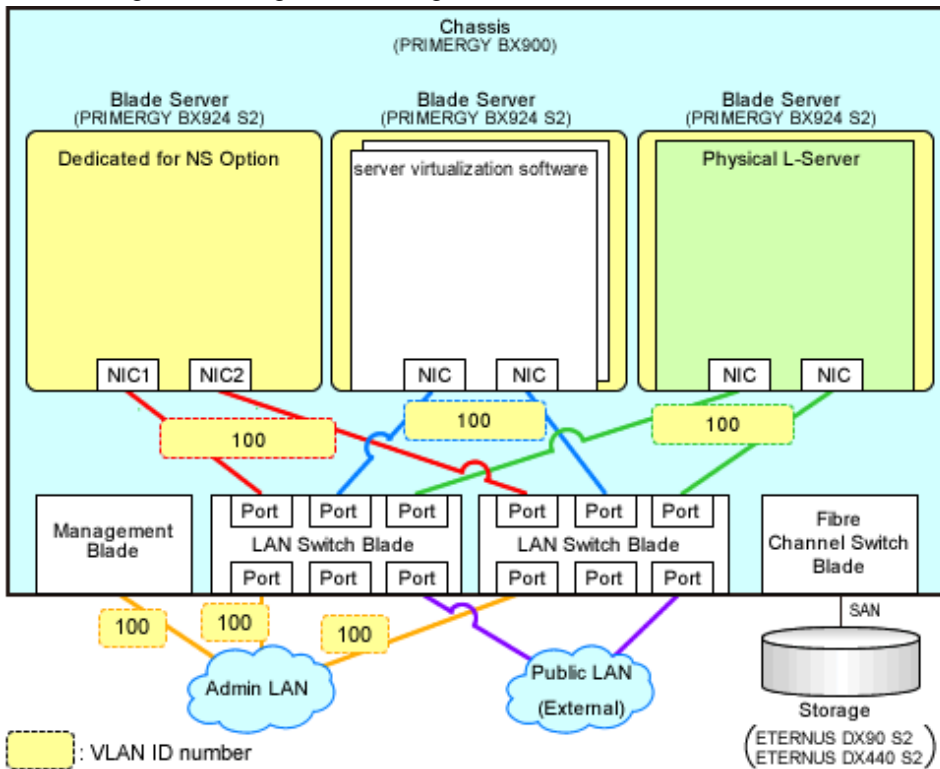 Chassis
(PRIMERGY BX900)
Blade Server
(PRIMERGY BX924 S2)
Blade Server
(PRIMERGY BX924 S2)
Blade Server
(PRIMERGY BX924 S2)
Dedicated for NS Option
server virtualization software
Physical L-Server
NIC1
NIC2
NIC
NIC
NIC
NIC
100
100
100
Management
Blade
Port
Port
Port
LAN Switch Blade
Port
Port
Port
Port
Port
Port
LAN Switch Blade
Port
Port
Port
Fibre
Channel Switch
Blade
100
100
100
SAN
Admin LAN
Public LAN
(External)
Storage
(ETERNUS DX90 S2
ETERNUS DX440 S2)
: VLAN ID number